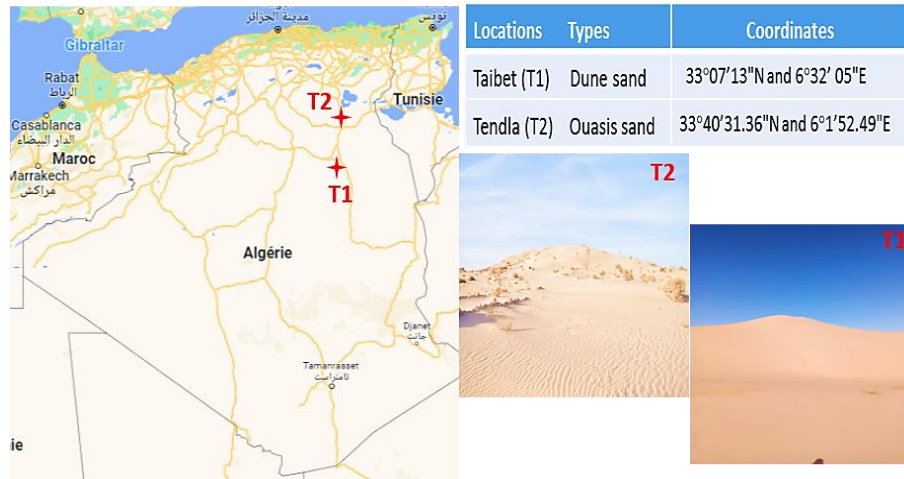 مدينة الجزائر
تونس
Gibraltar
Rabat
الرباط
T2
Tunisie
Casablanca
الدار البيضاء
Maroc
Marrakech
مراكش
T1
Algérie
Djanet
جانت
Tamanrasset
تامنراست
ie
Locations Types Coordinates
Taibet (T1) Dune sand 33°07'13"N and 6°32' 05"E
Tendla (T2) Ouasis sand 33°40'31.36"N and 6°1'52.49"E
T2
T1